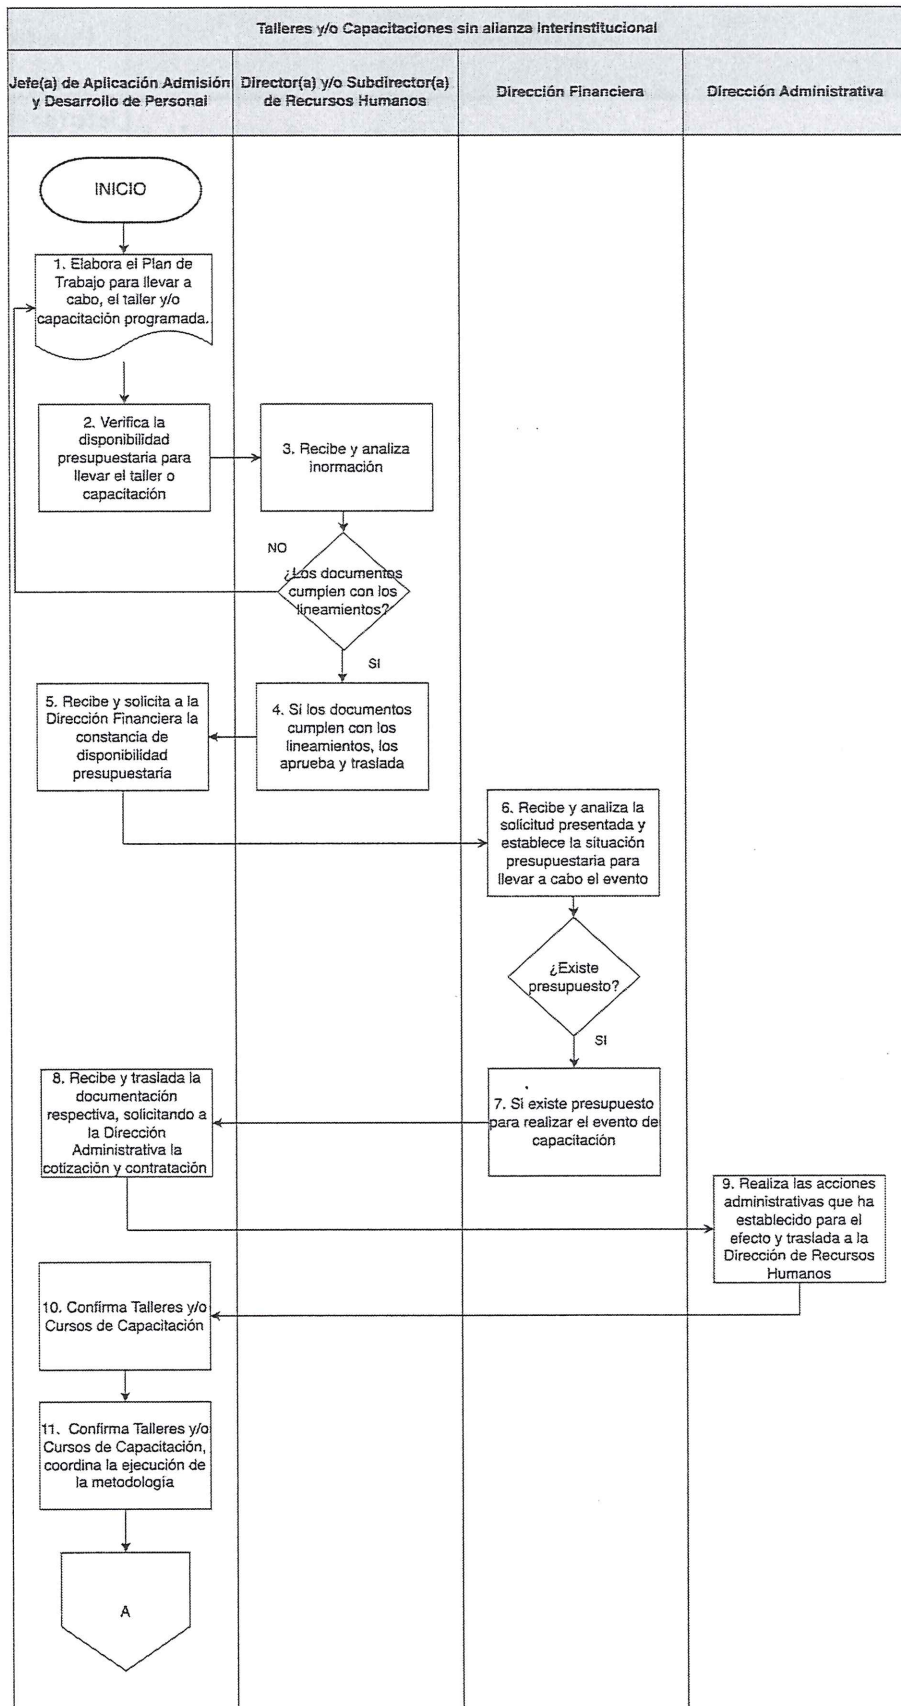 Talleres y/o Capacitaciones sin alianza interinstitucional
Jefe(a) de Aplicación Admisión
y Desarrollo de Personal
Director(a) y/o Subdirector(a)
de Recursos Humanos
Dirección Financiera
Dirección Administrativa
INICIO
1. Elabora el Plan de
Trabajo para llevar a
cabo, el taller y/o
capacitación programada.
2. Verifica la
disponibilidad
presupuestaria para
llevar el taller o
capacitación
3. Recibe y analiza
inormación
NO
¿Los documentos
cumplen con los
lineamientos?
SI
5. Recibe y solicita a la
Dirección Financiera la
constancia de
disponibilidad
presupuestaria
4. Si los documentos
cumplen con los
lineamientos, los
aprueba y traslada
6. Recibe y analiza la
solicitud presentada y
establece la situación
presupuestaria para
llevar a cabo el evento
¿Existe
presupuesto?
SI
8. Recibe y traslada la
documentación
respectiva, solicitando a
la Dirección
Administrativa la
cotización y contratación
7. Si existe presupuesto
para realizar el evento de
capacitación
9. Realiza las acciones
administrativas que ha
establecido para el
efecto y traslada a la
Dirección de Recursos
Humanos
10. Confirma Talleres y/o
Cursos de Capacitación
11. Confirma Talleres y/o
Cursos de Capacitación,
coordina la ejecución de
la metodología
A